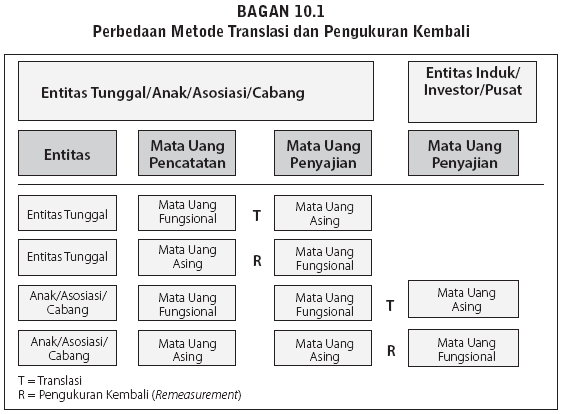 BAGAN 10.1
Perbedaan Metode Translasi dan Pengukuran Kembali
Entitas Tunggal/Anak/Asosiasi/Cabang
Entitas Induk/
Investor/Pusat
Entitas
Mata Uang
Pencatatan
Mata Uang
Penyajian
Mata Uang
Penyajian
Entitas Tunggal
Mata Uang
Fungsional
T
Mata Uang
Asing
Entitas Tunggal
Mata Uang
Asing
R
Mata Uang
Fungsional
Anak/Asosiasi/
Cabang
Mata Uang
Fungsional
Mata Uang
Fungsional
T
Mata Uang
Asing
Anak/Asosiasi/
Cabang
Mata Uang
Asing
Mata Uang
Asing
R
Mata Uang
Fungsional
T = Translasi
R = Pengukuran Kembali (Remeasurement)